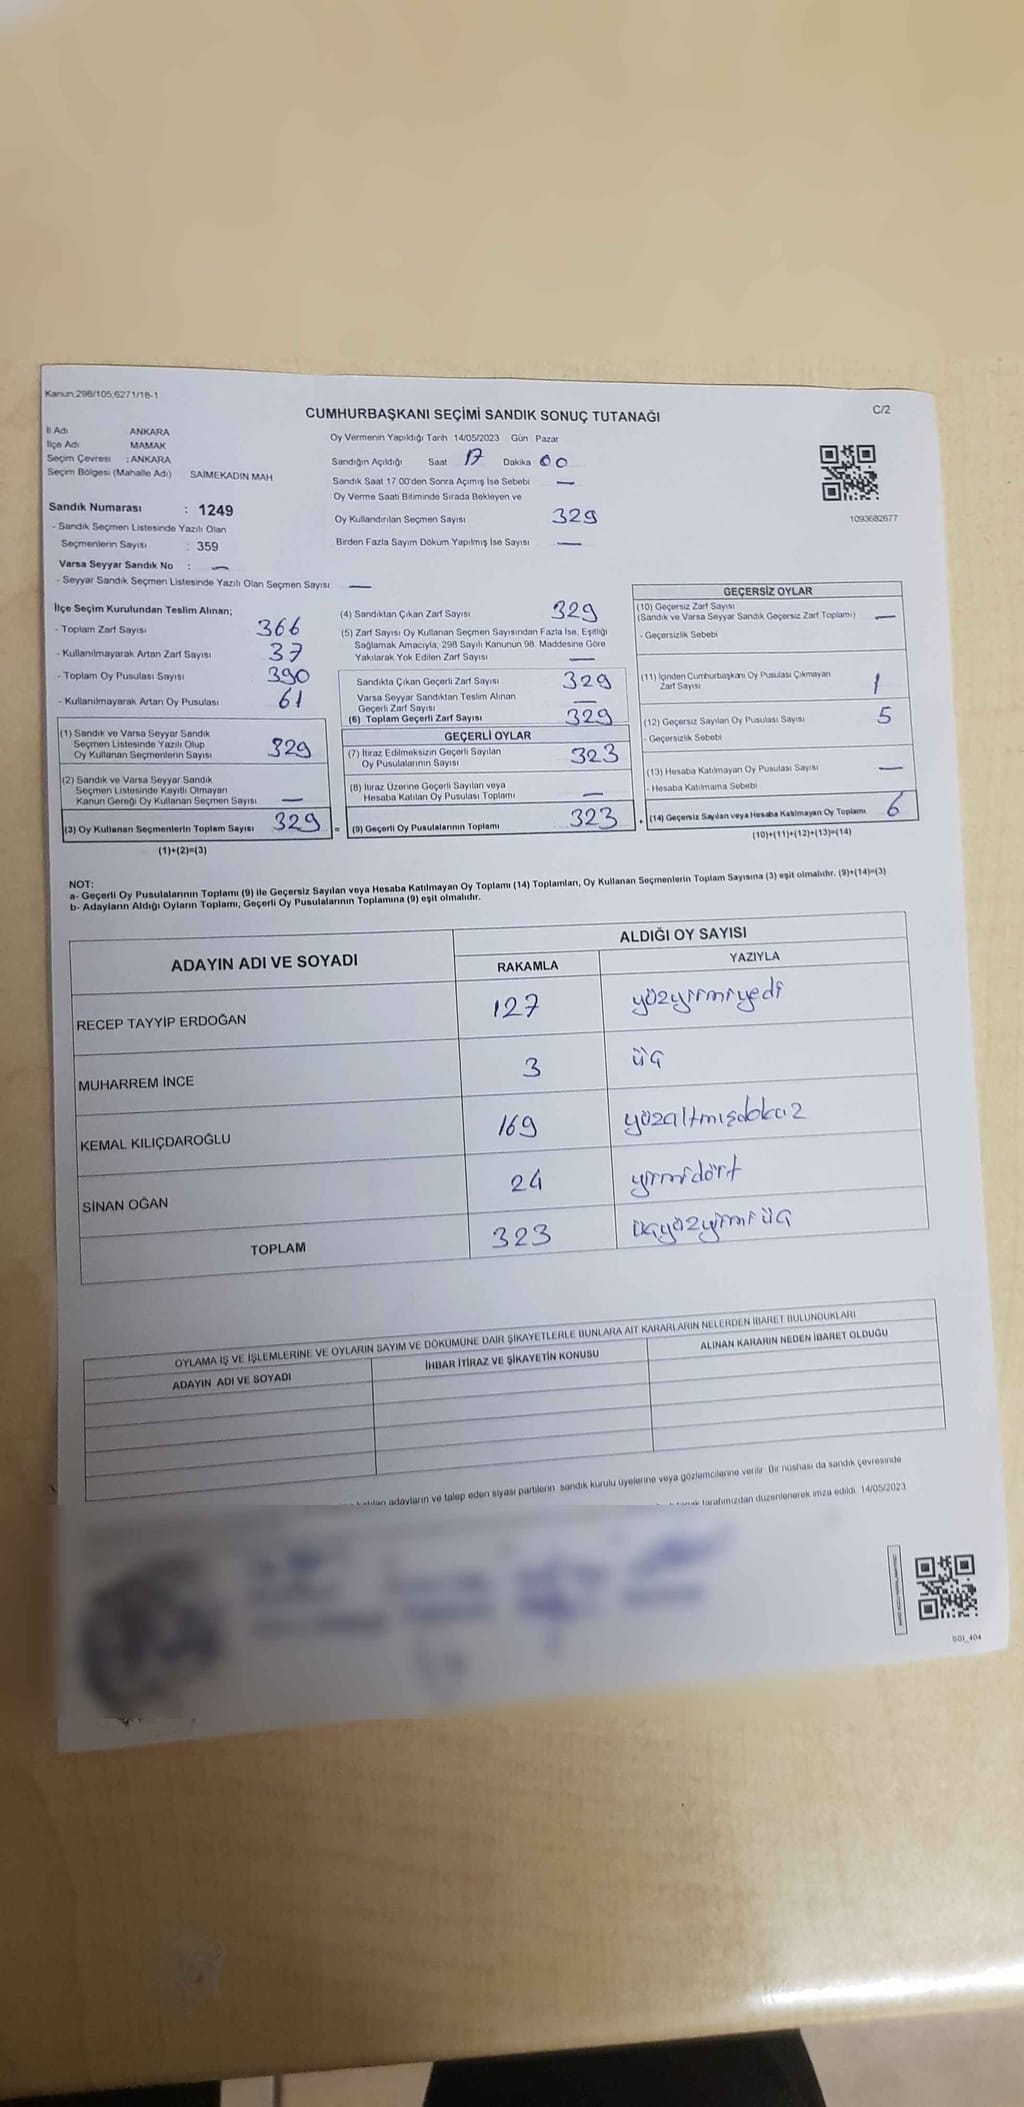 Kanun.298/105,6271/18-1
CUMHURBAŞKANI SEÇİMİ SANDIK SONUÇ TUTANAĞI
C/2
İl Adı ANKARA
İlçe Adı MAMAK
Seçim Çevresi : ANKARA
Seçim Bölgesi (Mahalle Adı) SAİMEKADIN MAH
Oy Vermenin Yapıldığı Tarih 14/05/2023 Gün Pazar
Sandığın Açıldığı Saat 17 Dakika 00
Sandık Saat 17.00'den Sonra Açımış İse Sebebi —
Oy Verme Saati Bitiminde Sırada Bekleyen ve
Oy Kullandırılan Seçmen Sayısı 329
Birden Fazla Sayım Döküm Yapılmış İse Sayısı —
1093682677
Sandık Numarası : 1249
- Sandık Seçmen Listesinde Yazılı Olan
Seçmenlerin Sayısı : 359
Varsa Seyyar Sandık No : —
- Seyyar Sandık Seçmen Listesinde Yazılı Olan Seçmen Sayısı: —
İlçe Seçim Kurulundan Teslim Alınan;
- Toplam Zarf Sayısı 366
- Kullanılmayarak Artan Zarf Sayısı 37
- Toplam Oy Pusulası Sayısı 390
- Kullanılmayarak Artan Oy Pusulası 61
(1) Sandık ve Varsa Seyyar Sandık
Seçmen Listesinde Yazılı Olup
Oy Kullanan Seçmenlerin Sayısı 329
(2) Sandık ve Varsa Seyyar Sandık
Seçmen Listesinde Kayıtlı Olmayan
Kanun Gereği Oy Kullanan Seçmen Sayısı —
(3) Oy Kullanan Seçmenlerin Toplam Sayısı 329 =
(1)+(2)=(3)
(4) Sandıktan Çıkan Zarf Sayısı 329
(5) Zarf Sayısı Oy Kullanan Seçmen Sayısından Fazla İse, Eşitliği
Sağlamak Amacıyla, 298 Sayılı Kanunun 98. Maddesine Göre
Yakılarak Yok Edilen Zarf Sayısı —
Sandıkta Çıkan Geçerli Zarf Sayısı 329
Varsa Seyyar Sandıktan Teslim Alınan
Geçerli Zarf Sayısı —
(6) Toplam Geçerli Zarf Sayısı 329
GEÇERLİ OYLAR
(7) İtiraz Edilmeksizin Geçerli Sayılan
Oy Pusulalarının Sayısı 323
(8) İtiraz Üzerine Geçerli Sayılan veya
Hesaba Katılan Oy Pusulası Toplamı —
(9) Geçerli Oy Pusulalarının Toplamı 323
GEÇERSİZ OYLAR
(10) Geçersiz Zarf Sayısı
(Sandık ve Varsa Seyyar Sandık Geçersiz Zarf Toplamı) —
- Geçersizlik Sebebi
(11) İçinden Cumhurbaşkanı Oy Pusulası Çıkmayan
Zarf Sayısı 1
(12) Geçersiz Sayılan Oy Pusulası Sayısı 5
- Geçersizlik Sebebi
(13) Hesaba Katılmayan Oy Pusulası Sayısı —
- Hesaba Katılmama Sebebi
+ (14) Geçersiz Sayılan veya Hesaba Katılmayan Oy Toplamı 6
(10)+(11)+(12)+(13)=(14)
NOT:
a- Geçerli Oy Pusulalarının Toplamı (9) ile Geçersiz Sayılan veya Hesaba Katılmayan Oy Toplamı (14) Toplamları, Oy Kullanan Seçmenlerin Toplam Sayısına (3) eşit olmalıdır. (9)+(14)=(3)
b- Adayların Aldığı Oyların Toplamı, Geçerli Oy Pusulalarının Toplamına (9) eşit olmalıdır.
ADAYIN ADI VE SOYADI
ALDIĞI OY SAYISI
RAKAMLA YAZIYLA
RECEP TAYYİP ERDOĞAN 127 yüzyirmiyedi
MUHARREM İNCE 3 üç
KEMAL KILIÇDAROĞLU 169 yüzaltmışdokuz
SİNAN OĞAN 24 yirmidört
TOPLAM 323 üçyüzyirmiüç
OYLAMA İŞ VE İŞLEMLERİNE VE OYLARIN SAYIM VE DÖKÜMÜNE DAİR ŞİKAYETLERLE BUNLARA AİT KARARLARIN NELERDEN İBARET BULUNDUKLARI
ADAYIN ADI VE SOYADI İHBAR İTİRAZ VE ŞİKAYETİN KONUSU ALINAN KARARIN NEDEN İBARET OLDUĞU
katılan adayların ve talep eden siyasi partilerin sandık kurulu üyelerine veya gözlemcilerine verilir. Bir nüshası da sandık çevresinde
tarafımızdan düzenlenerek imza edildi. 14/05/2023
SSI_404